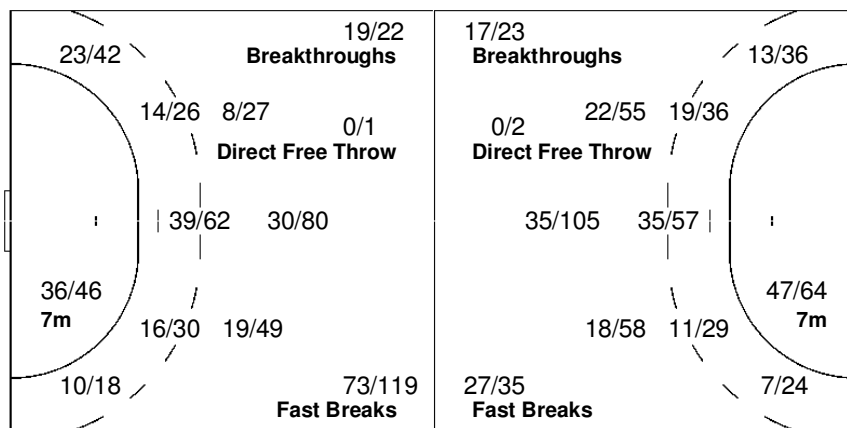 19/22 17/23
23/42 Breakthroughs Breakthroughs 13/36
14/26 8/27 22/55 19/36
0/1 0/2
Direct Free Throw Direct Free Throw
39/62 30/80 35/105 35/57
36/46 47/64
7m 7m
16/30 19/49 18/58 11/29
10/18 73/119 27/35 7/24
Fast Breaks Fast Breaks